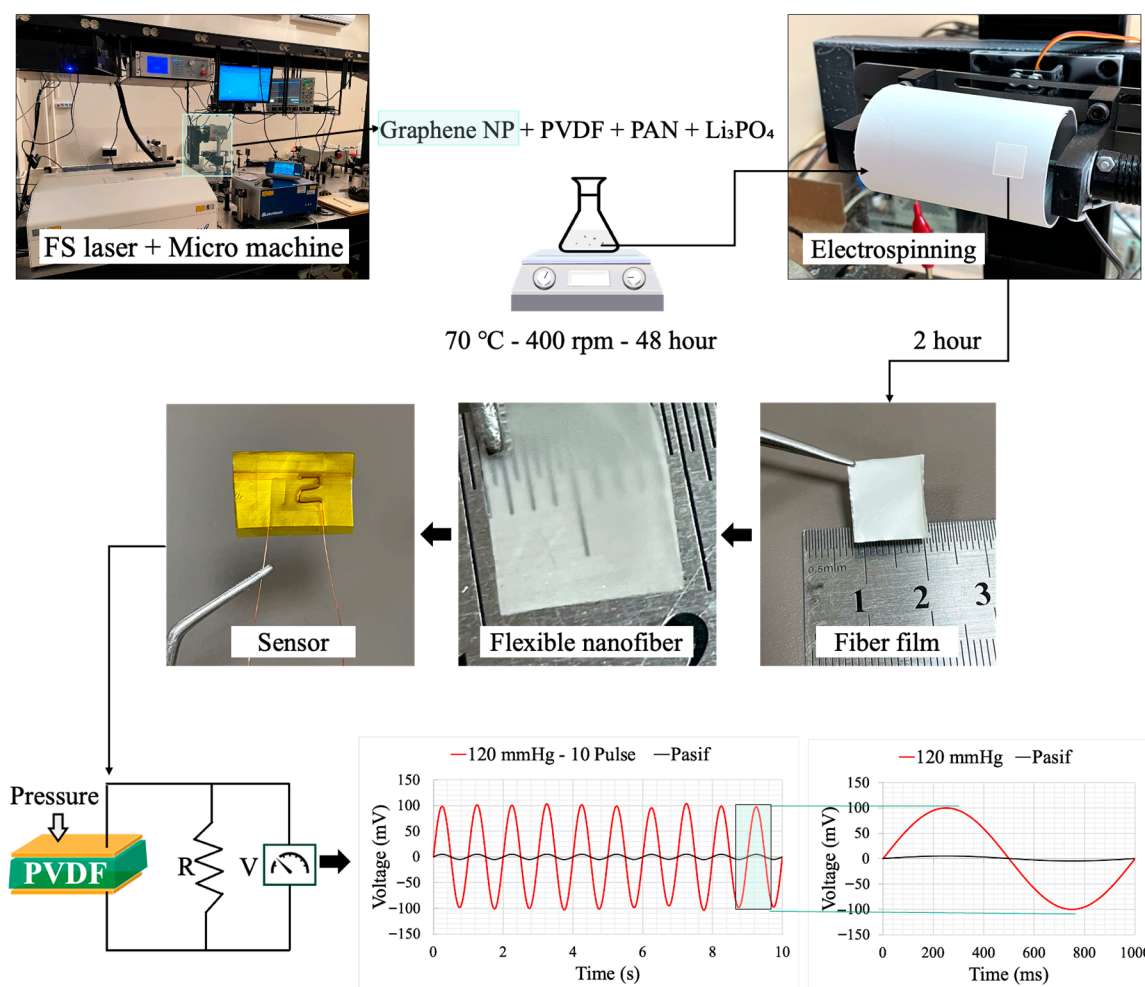 Graphene NP + PVDF + PAN + Li₃PO₄
FS laser + Micro machine
Electrospinning
70 °C - 400 rpm - 48 hour
2 hour
0,5mm
1 2 3
Sensor
Flexible nanofiber
Fiber film
Pressure
PVDF
R
V
120 mmHg - 10 Pulse Pasif
Voltage (mV)
150
100
50
0
−50
−100
−150
0 2 4 6 8 10
Time (s)
120 mmHg Pasif
Voltage (mV)
150
100
50
0
−50
−100
−150
0 200 400 600 800 1000
Time (ms)